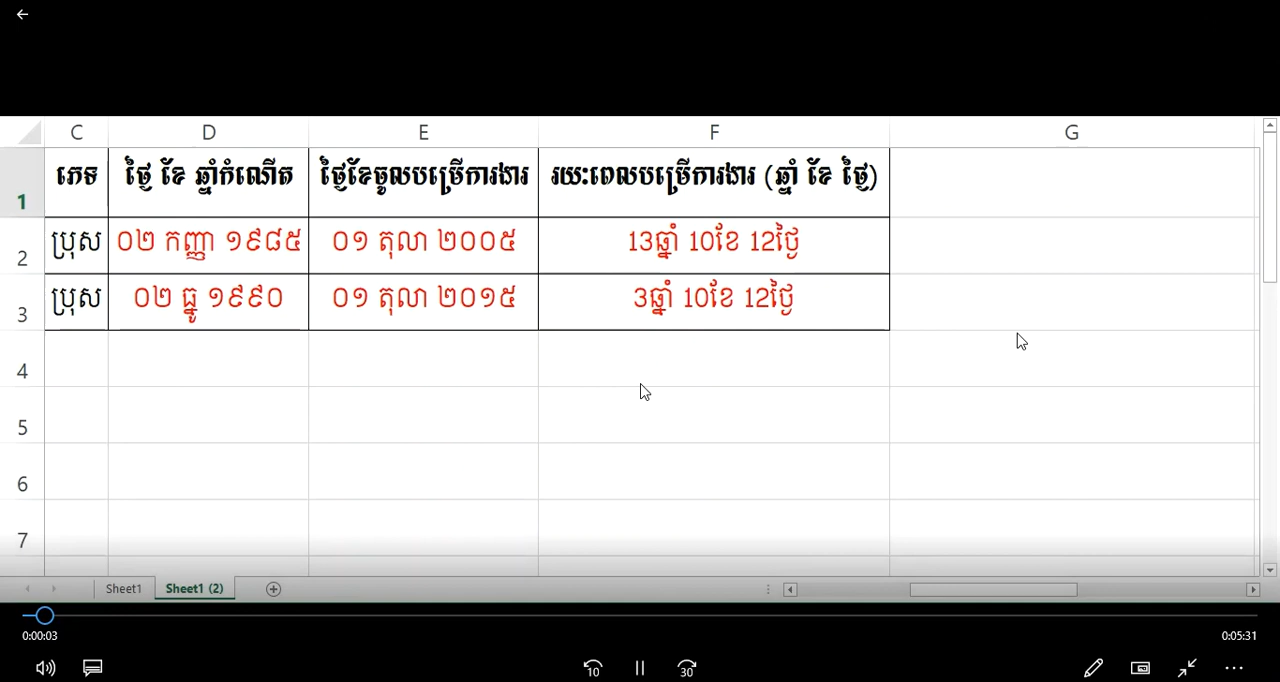 C D E F G
1 ភេទ ថ្ងៃ ខែ ឆ្នាំកំណើត ថ្ងៃខែចូលបម្រើការងារ រយៈពេលបម្រើការងារ (ឆ្នាំ ខែ ថ្ងៃ)
2 ប្រុស ០២ កញ្ញា ១៩៨៥ ០១ តុលា ២០០៥ 13ឆ្នាំ 10ខែ 12ថ្ងៃ
3 ប្រុស ០២ ធ្នូ ១៩៩០ ០១ តុលា ២០១៥ 3ឆ្នាំ 10ខែ 12ថ្ងៃ
4
5
6
7
Sheet1 Sheet1 (2)
0:00:03 0:05:31
10 30